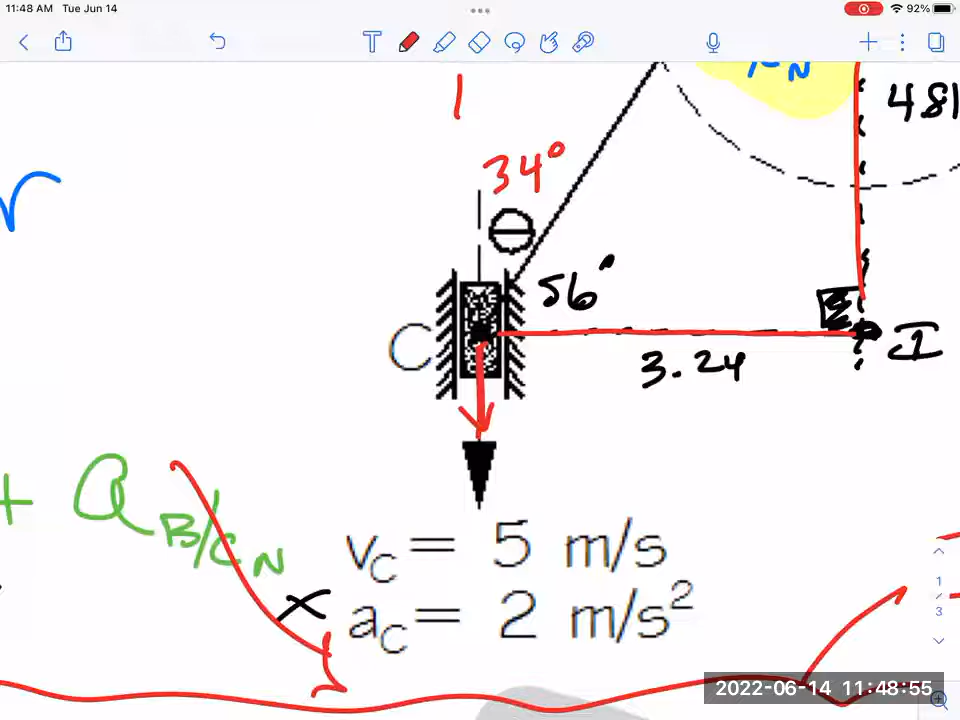 11:48 AM Tue Jun 14
92%
T
N
481
34°
r
Θ
56°
C
I
3.24
+ a B/C N
vC = 5 m/s
x aC = 2 m/s²
1
3
2022-06-14 11:48:55